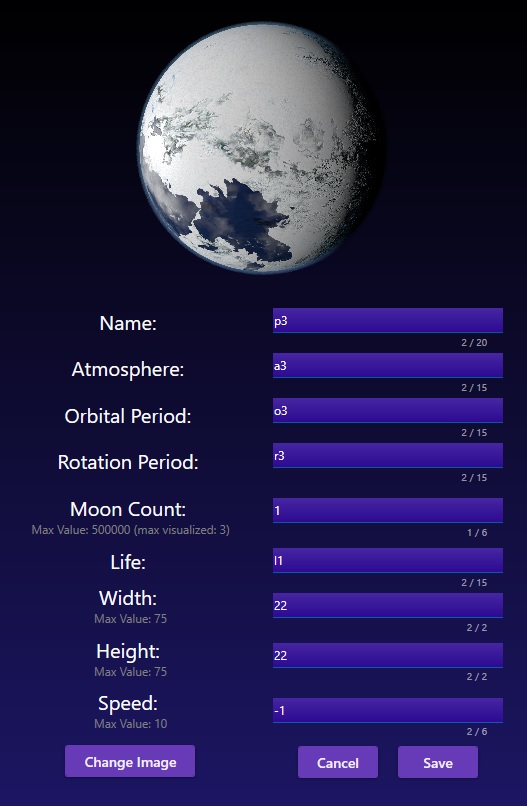 Name: p3
2 / 20
Atmosphere: a3
2 / 15
Orbital Period: o3
2 / 15
Rotation Period: r3
2 / 15
Moon Count: 1
Max Value: 500000 (max visualized: 3)
1 / 6
Life: l1
2 / 15
Width: 22
Max Value: 75
2 / 2
Height: 22
Max Value: 75
2 / 2
Speed: -1
Max Value: 10
2 / 6
Change Image Cancel Save